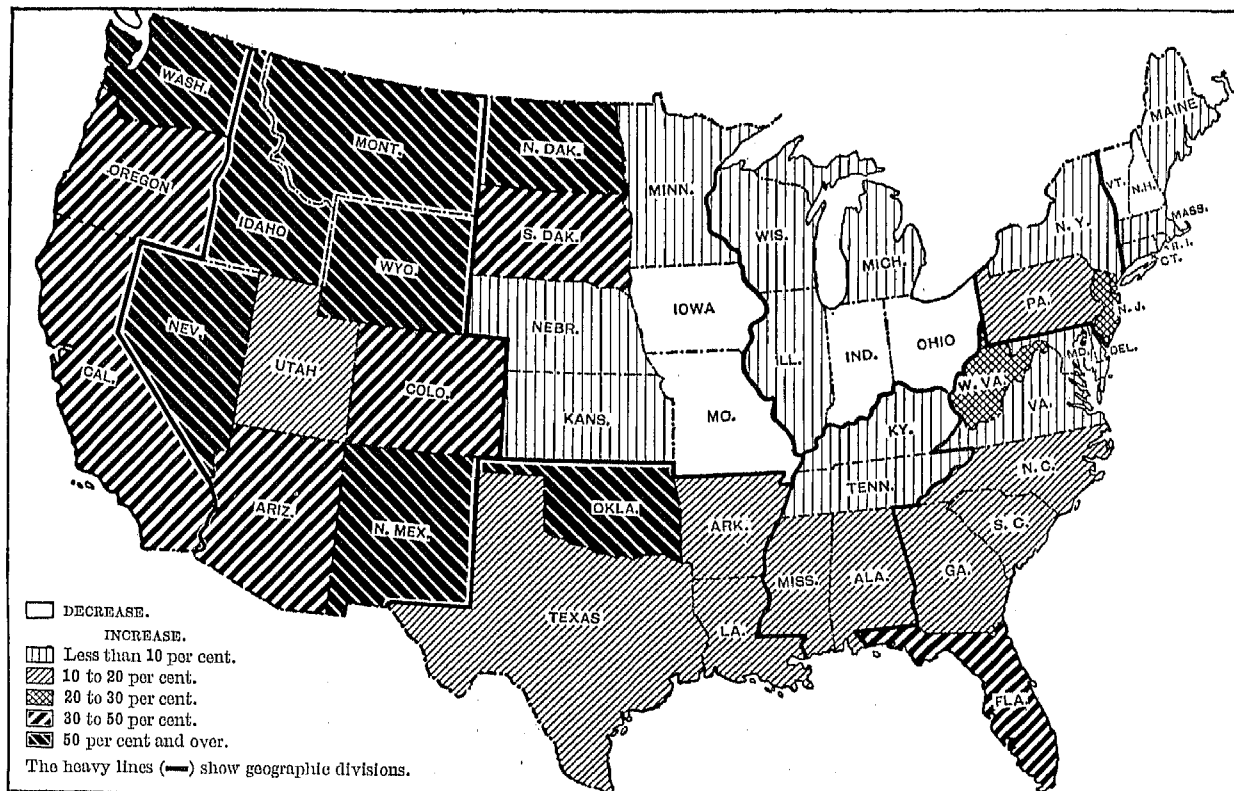 WASH.
MONT.
N. DAK.
MINN.
MAINE
OREGON
IDAHO
WYO.
S. DAK.
WIS.
MICH.
N.Y.
VT.
N.H.
MASS.
R.I.
CT.
NEV.
UTAH
COLO.
NEBR.
IOWA
ILL.
IND.
OHIO
PA.
N.J.
CAL.
KANS.
MO.
KY.
W. VA.
MD.
DEL.
VA.
ARIZ.
N. MEX.
OKLA.
ARK.
TENN.
N. C.
S. C.
TEXAS
LA.
MISS.
ALA.
GA.
FLA.
DECREASE.
INCREASE.
Less than 10 per cent.
10 to 20 per cent.
20 to 30 per cent.
30 to 50 per cent.
50 per cent and over.
The heavy lines (━) show geographic divisions.